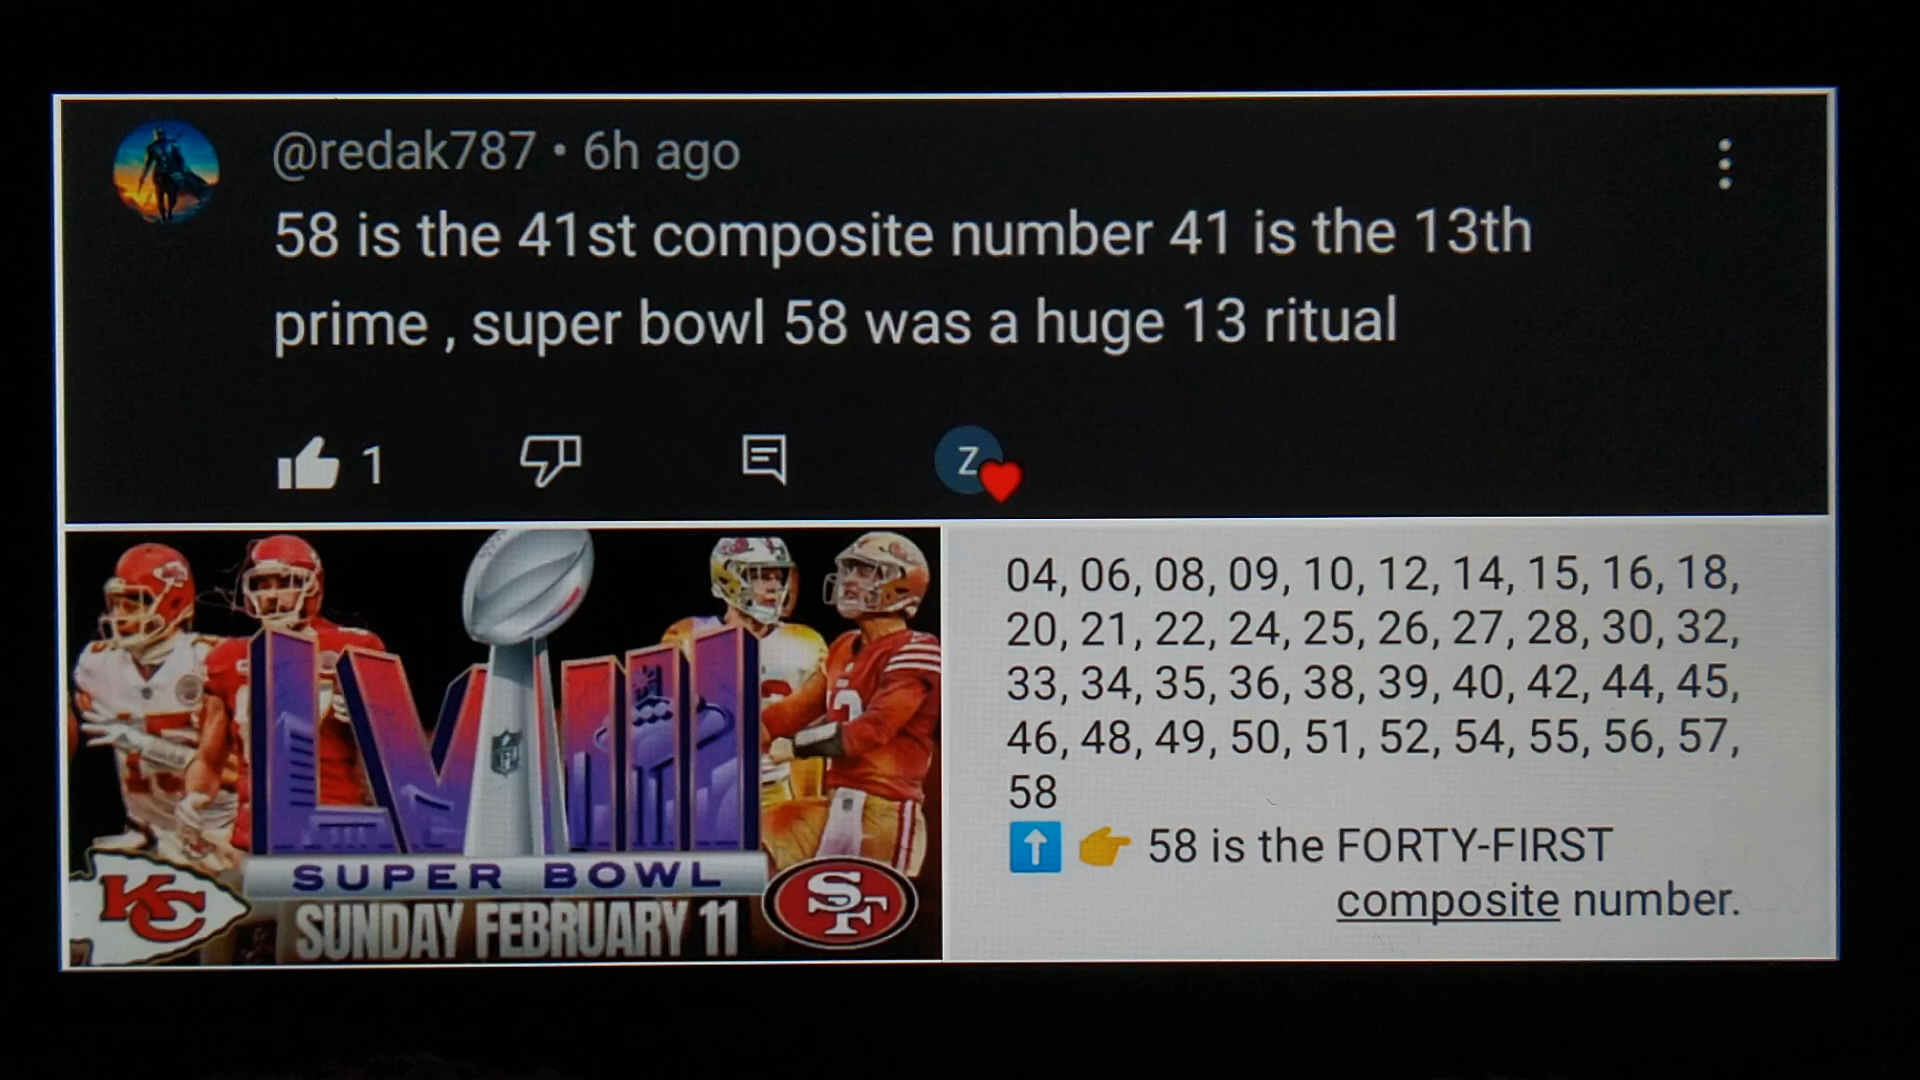 @redak787 • 6h ago
58 is the 41st composite number 41 is the 13th
prime , super bowl 58 was a huge 13 ritual
1
Z
LVIII
NFL
SUPER BOWL
SUNDAY FEBRUARY 11
KC
SF
04, 06, 08, 09, 10, 12, 14, 15, 16, 18,
20, 21, 22, 24, 25, 26, 27, 28, 30, 32,
33, 34, 35, 36, 38, 39, 40, 42, 44, 45,
46, 48, 49, 50, 51, 52, 54, 55, 56, 57,
58
⬆️ 👉 58 is the FORTY-FIRST
composite number.